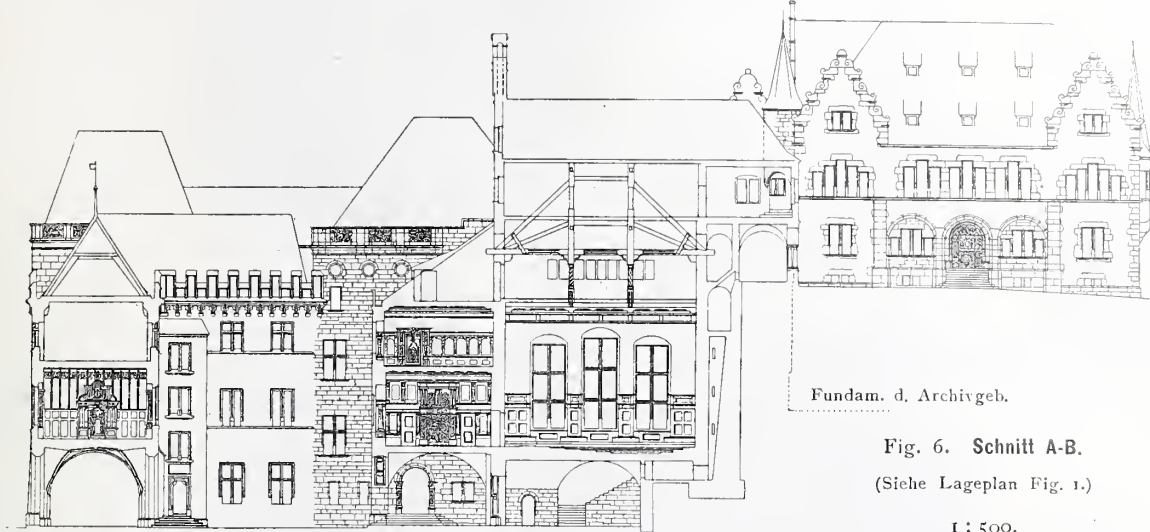 Fundam. d. Archivgeb.
Fig. 6. Schnitt A-B.
(Siehe Lageplan Fig. 1.)
1 : 500.